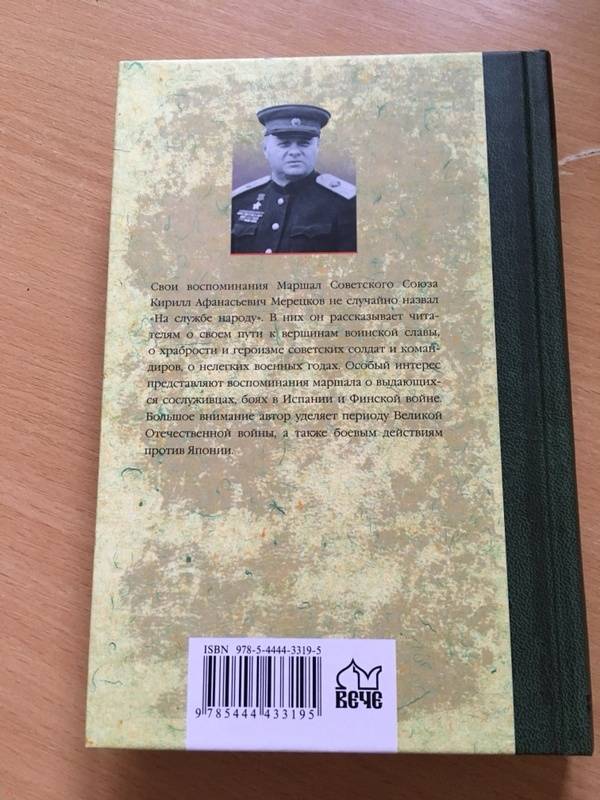 Свои воспоминания Маршал Советского Союза
Кирилл Афанасьевич Мерецков не случайно назвал
«На службе народу». В них он рассказывает чита-
телям о своем пути к вершинам воинской славы,
о храбрости и героизме советских солдат и коман-
диров, о нелегких военных годах. Особый интерес
представляют воспоминания маршала о выдающих-
ся сослуживцах, боях в Испании и Финской войне.
Большое внимание автор уделяет периоду Великой
Отечественной войны, а также боевым действиям
против Японии.
ISBN 978-5-4444-3319-5
9 785444 433195
ВЕЧЕ